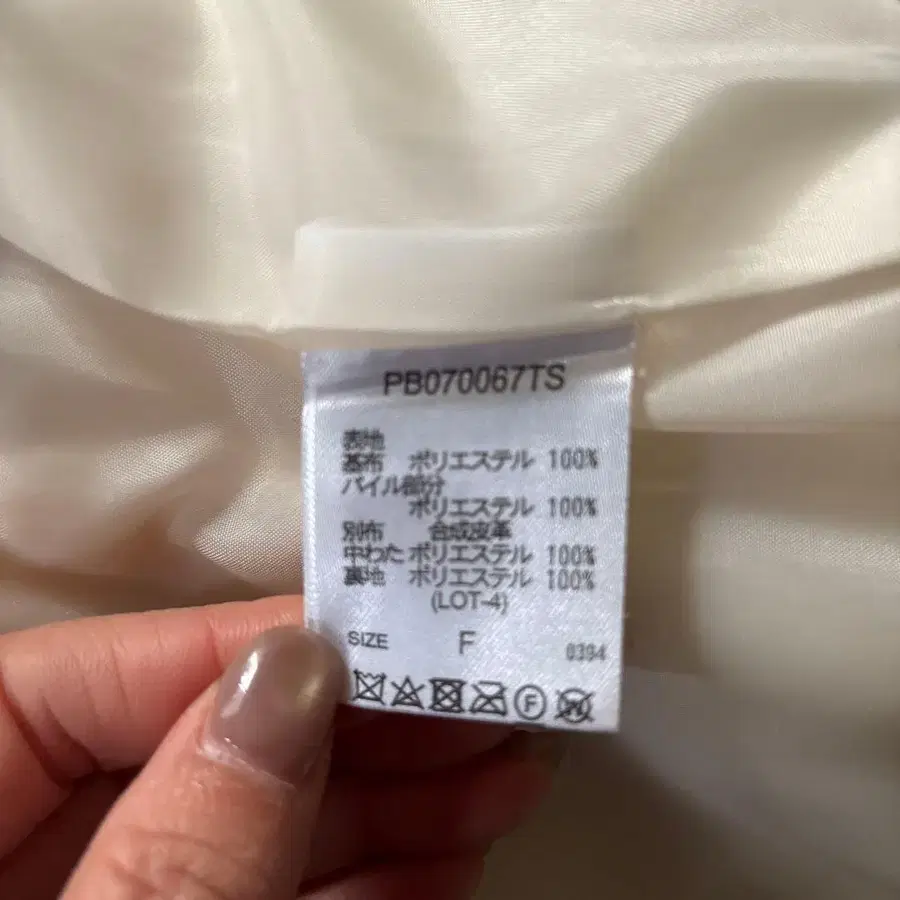 PB070067TS
表地
基布 ポリエステル 100%
パイル部分
ポリエステル 100%
別布 合成皮革
中わた ポリエステル 100%
裏地 ポリエステル 100%
(LOT-4)
SIZE F 0394
F